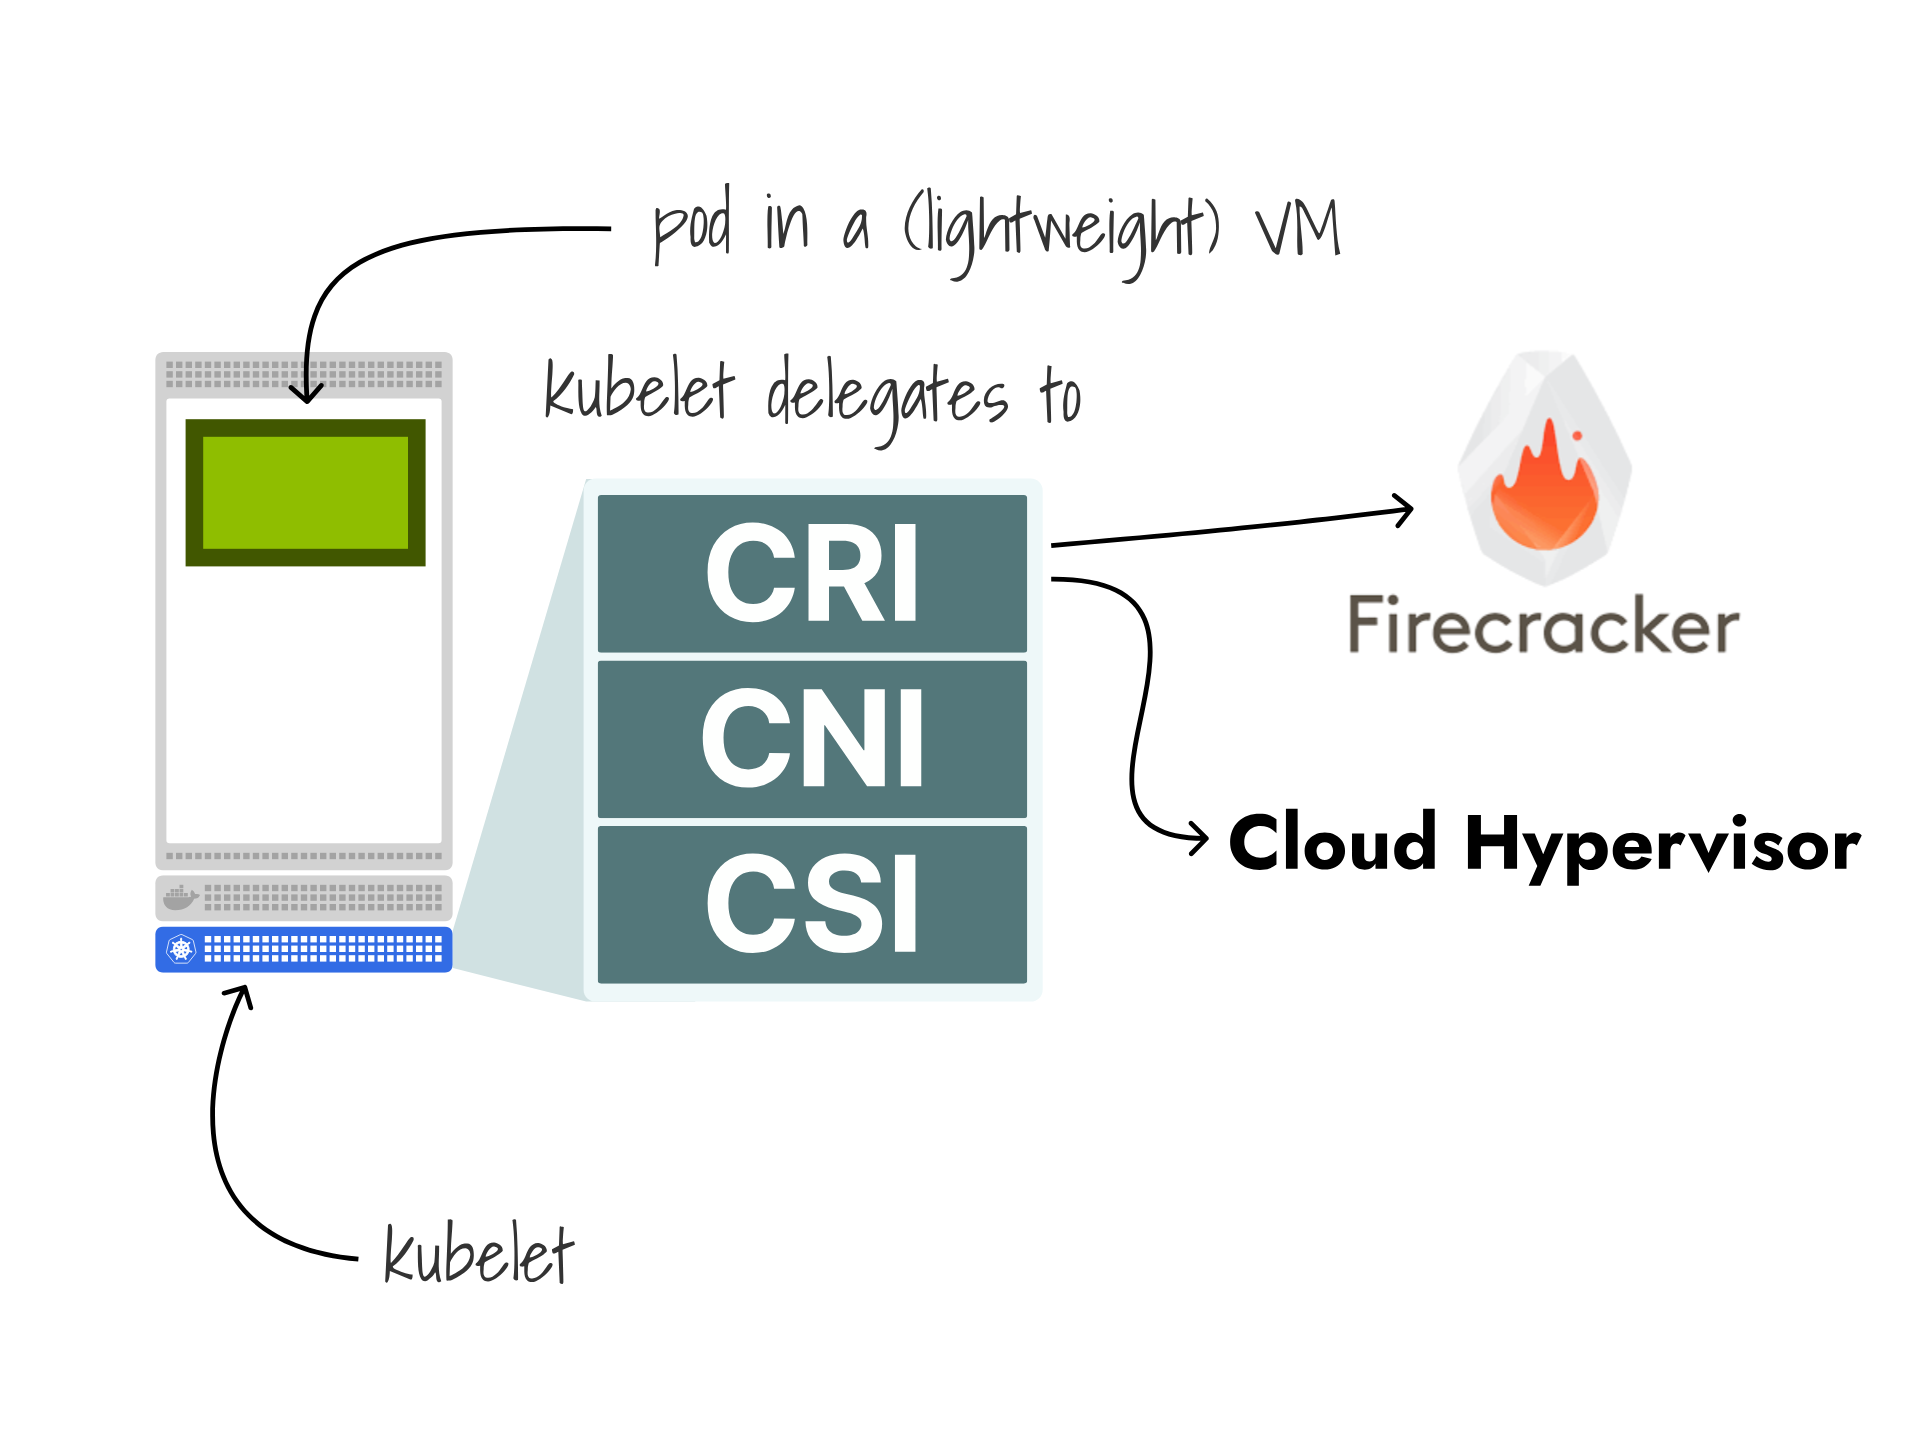 pod in a (lightweight) VM
kubelet delegates to
CRI
CNI
CSI
Firecracker
Cloud Hypervisor
kubelet